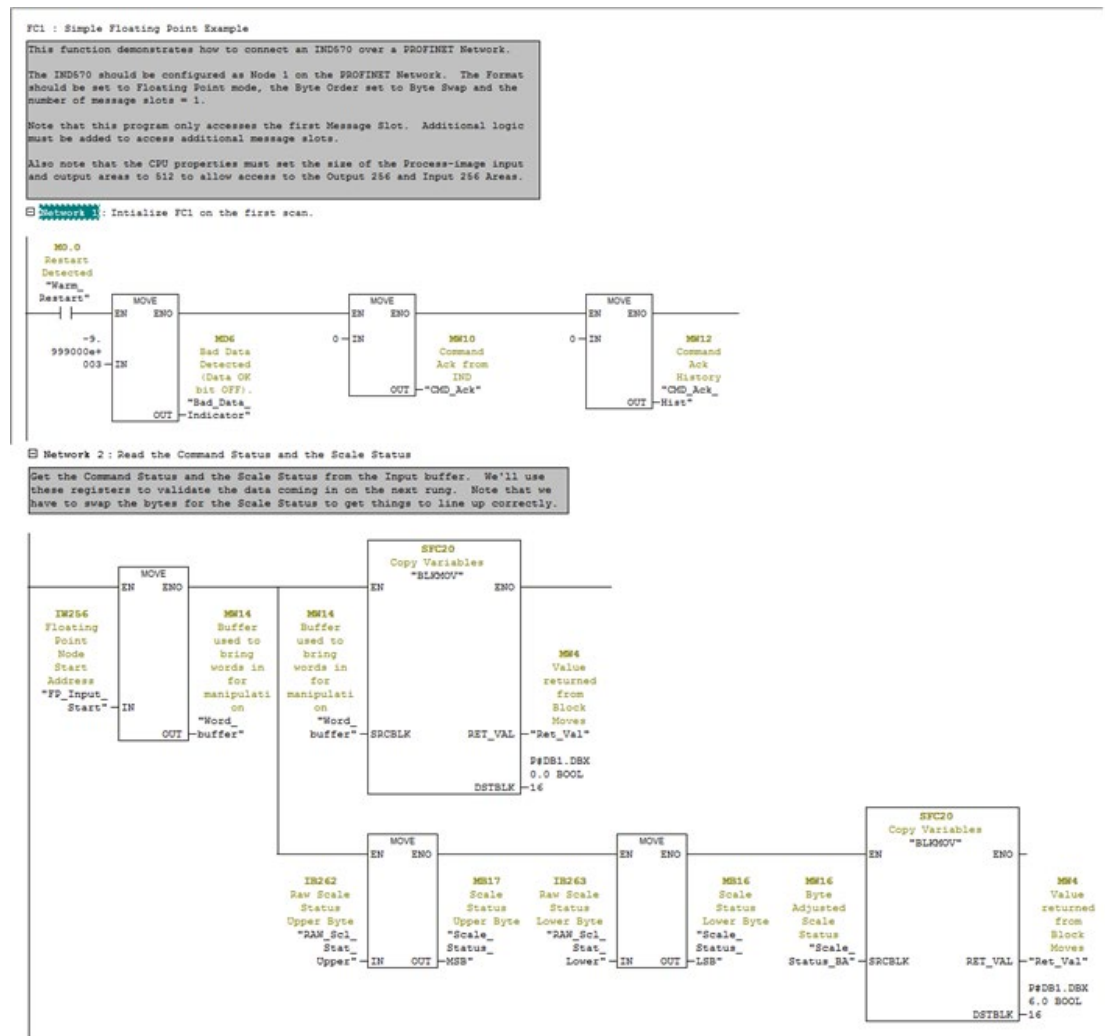 FC1 : Simple Floating Point Example
This function demonstrates how to connect an IND570 over a PROFINET Network.
The IND570 should be configured as Node 1 on the PROFINET Network. The Format
should be set to Floating Point mode, the Byte Order set to Byte Swap and the
number of message slots = 1.
Note that this program only accesses the first Message Slot. Additional logic
must be added to access additional message slots.
Also note that the CPU properties must set the size of the Process-image input
and output areas to 512 to allow access to the Output 256 and Input 256 Areas.
Network 1: Intialize FC1 on the first scan.
M0.0
Restart
Detected
"Warm_
Restart"
MOVE
EN ENO
-9.
999000e+
003
IN
OUT
MD6
Bad Data
Detected
(Data OK
bit OFF).
"Bad_Data_
Indicator"
MOVE
EN ENO
0
IN
OUT
MW10
Command
Ack from
IND
"CMD_Ack"
MOVE
EN ENO
0
IN
OUT
MW12
Command
Ack
History
"CMD_Ack_
Hist"
Network 2 : Read the Command Status and the Scale Status
Get the Command Status and the Scale Status from the Input buffer. We'll use
these registers to validate the data coming in on the next rung. Note that we
have to swap the bytes for the Scale Status to get things to line up correctly.
MOVE
EN ENO
IW256
Floating
Point
Node
Start
Address
"FP_Input_
Start"
IN
OUT
MW14
Buffer
used to
bring
words in
for
manipulati
on
"Word_
buffer"
MW14
Buffer
used to
bring
words in
for
manipulati
on
"Word_
buffer"
SFC20
Copy Variables
"BLKMOV"
EN ENO
SRCBLK RET_VAL
DSTBLK
MW4
Value
returned
from
Block
Moves
"Ret_Val"
P#DB1.DBX
0.0 BOOL
16
MOVE
EN ENO
IB262
Raw Scale
Status
Upper Byte
"RAW_Scl_
Stat_
Upper"
IN OUT
MB17
Scale
Status
Upper Byte
"Scale_
Status_
MSB"
MOVE
EN ENO
IB263
Raw Scale
Status
Lower Byte
"RAW_Scl_
Stat_
Lower"
IN OUT
MB16
Scale
Status
Lower Byte
"Scale_
Status_
LSB"
MW16
Byte
Adjusted
Scale
Status
"Scale_
Status_BA"
SFC20
Copy Variables
"BLKMOV"
EN ENO
SRCBLK RET_VAL
DSTBLK
MW4
Value
returned
from
Block
Moves
"Ret_Val"
P#DB1.DBX
6.0 BOOL
16